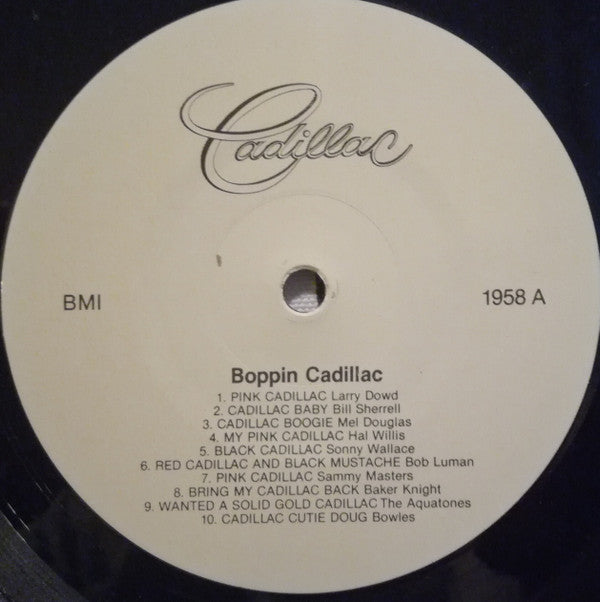 Cadillac
BMI
1958 A
Boppin Cadillac
1. PINK CADILLAC Larry Dowd
2. CADILLAC BABY Bill Sherrell
3. CADILLAC BOOGIE Mel Douglas
4. MY PINK CADILLAC Hal Willis
5. BLACK CADILLAC Sonny Wallace
6. RED CADILLAC AND BLACK MUSTACHE Bob Luman
7. PINK CADILLAC Sammy Masters
8. BRING MY CADILLAC BACK Baker Knight
9. WANTED A SOLID GOLD CADILLAC The Aquatones
10. CADILLAC CUTIE DOUG Bowles